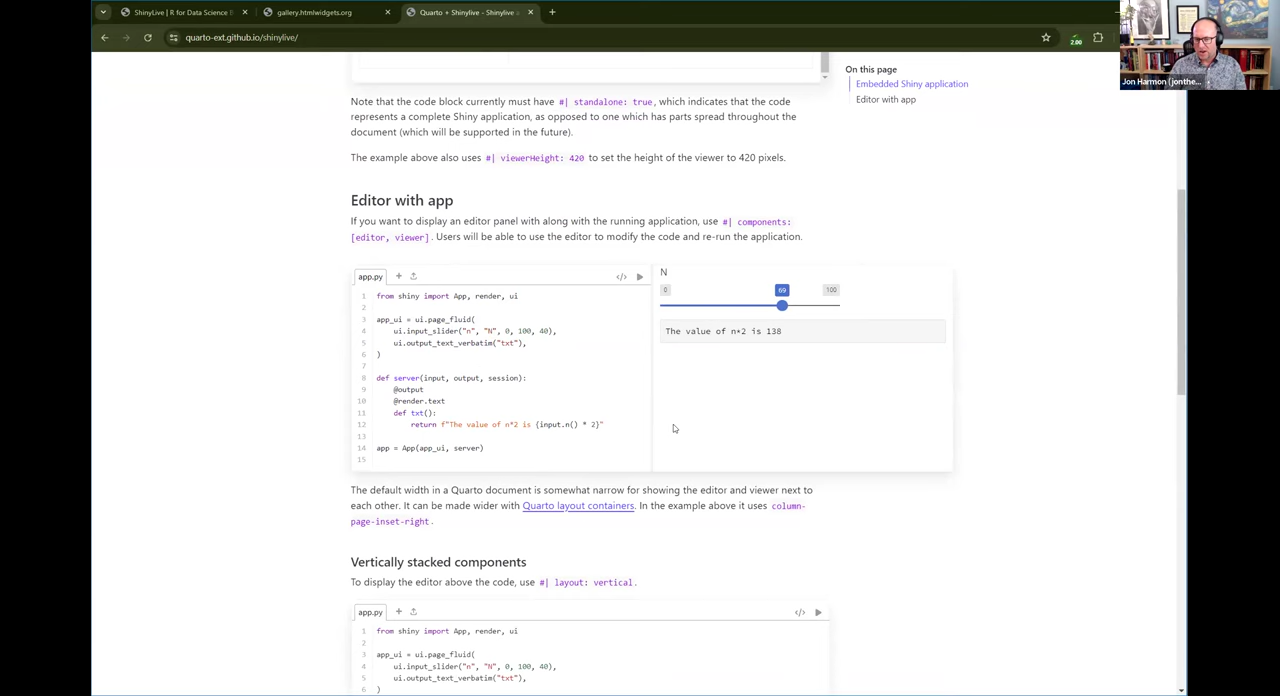 ShinyLive | R for Data Science S
gallery.htmlwidgets.org
Quarto + Shinylive – Shinylive a
quarto-ext.github.io/shinylive/
2.00
Jon Harmon (jonthe...
On this page
Embedded Shiny application
Editor with app
Note that the code block currently must have #| standalone: true, which indicates that the code
represents a complete Shiny application, as opposed to one which has parts spread throughout the
document (which will be supported in the future).
The example above also uses #| viewerHeight: 420 to set the height of the viewer to 420 pixels.
Editor with app
If you want to display an editor panel with along with the running application, use #| components:
[editor, viewer]. Users will be able to use the editor to modify the code and re-run the application.
app.py + </>
1 from shiny import App, render, ui
2
3 app_ui = ui.page_fluid(
4 ui.input_slider("n", "N", 0, 100, 40),
5 ui.output_text_verbatim("txt"),
6 )
7
8 def server(input, output, session):
9 @output
10 @render.text
11 def txt():
12 return f"The value of n*2 is {input.n() * 2}"
13
14 app = App(app_ui, server)
15
N
0 69 100
The value of n*2 is 138
The default width in a Quarto document is somewhat narrow for showing the editor and viewer next to
each other. It can be made wider with Quarto layout containers. In the example above it uses column-
page-inset-right.
Vertically stacked components
To display the editor above the code, use #| layout: vertical.
app.py + </>
1 from shiny import App, render, ui
2
3 app_ui = ui.page_fluid(
4 ui.input_slider("n", "N", 0, 100, 40),
5 ui.output_text_verbatim("txt"),
6 )